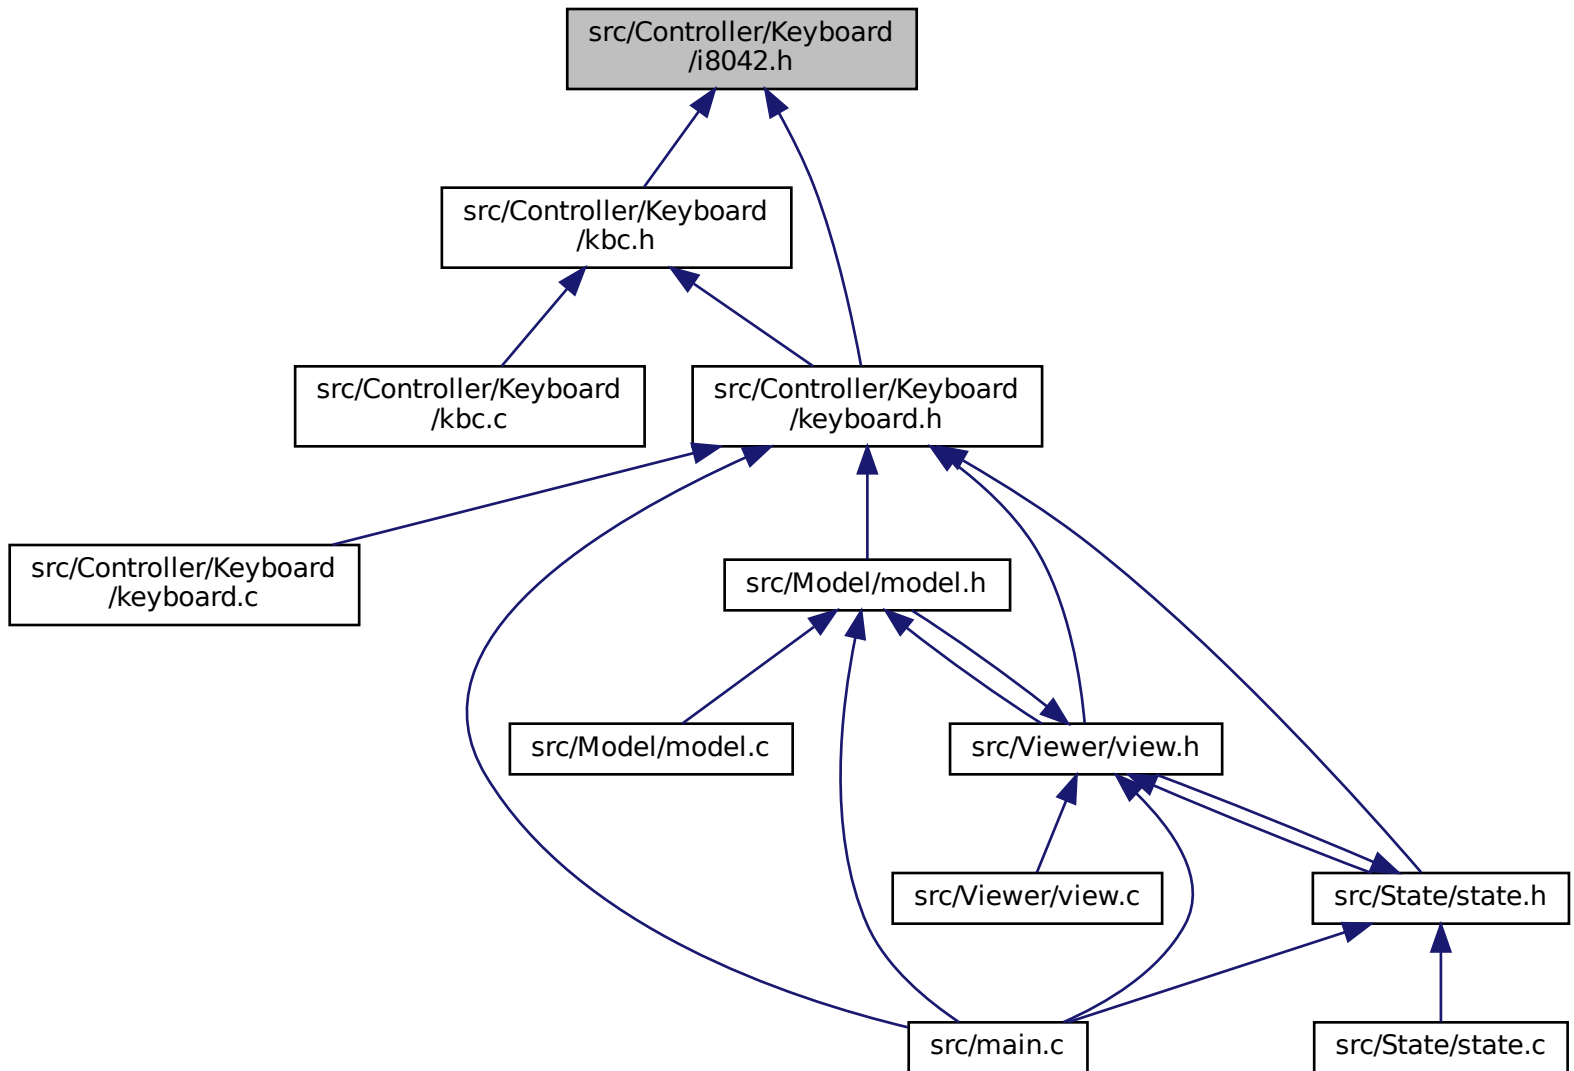 src/Controller/Keyboard
/i8042.h
src/Controller/Keyboard
/kbc.h
src/Controller/Keyboard
/kbc.c
src/Controller/Keyboard
/keyboard.h
src/Controller/Keyboard
/keyboard.c
src/Model/model.h
src/Model/model.c
src/Viewer/view.h
src/Viewer/view.c
src/State/state.h
src/main.c
src/State/state.c